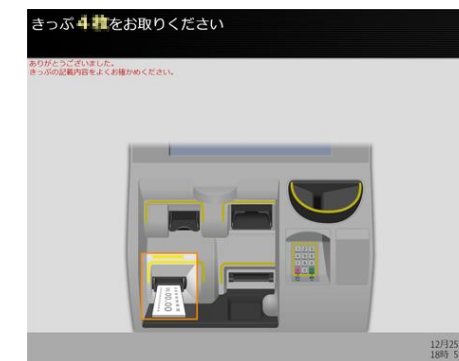 きっぷ4枚をお取りください
ありがとうございました。
きっぷの記載内容をよくお確かめください。
00.00
12月25
18時 5